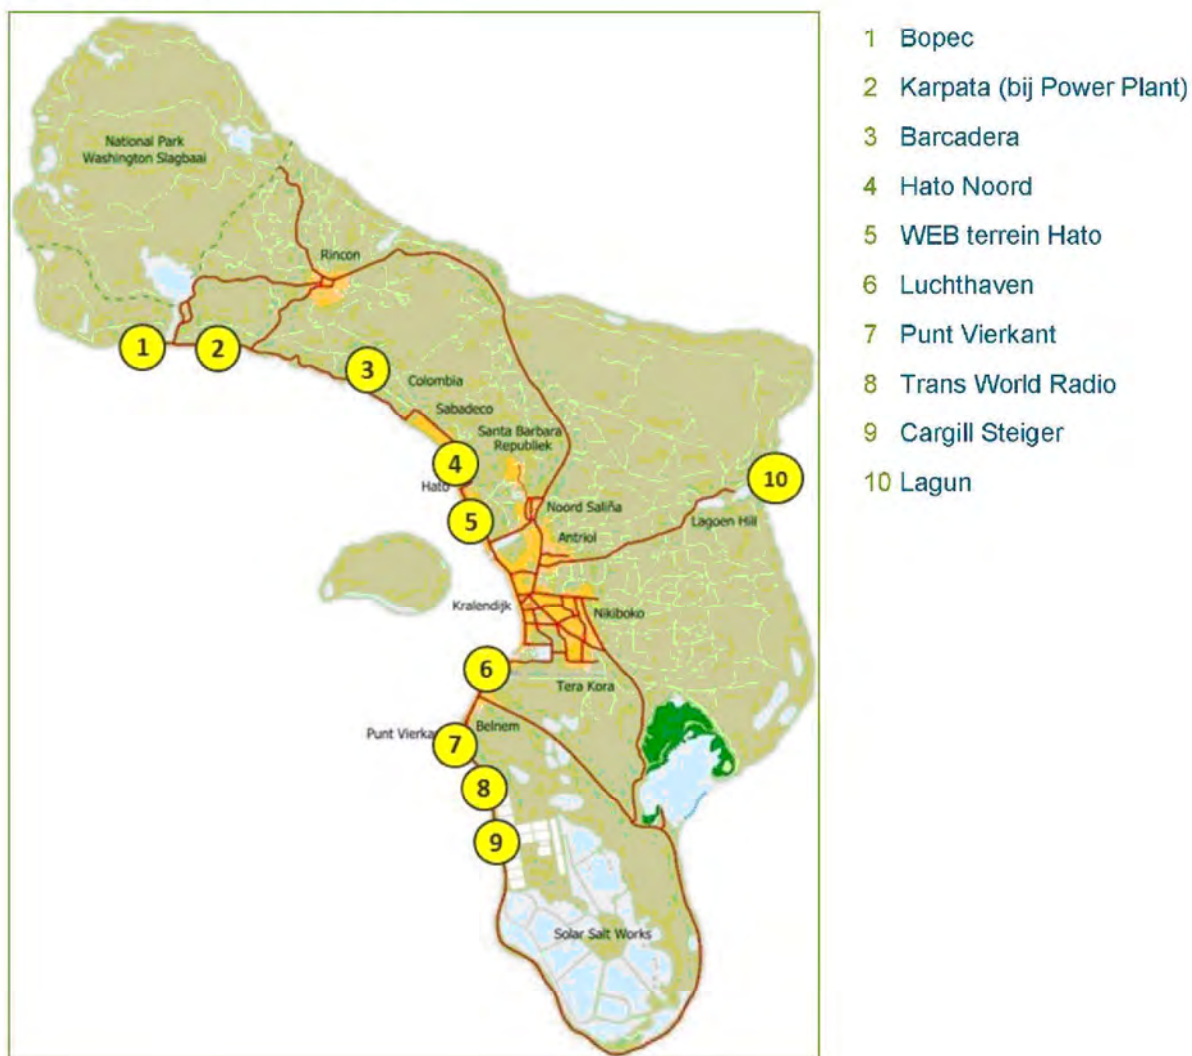 National Park
Washington Slagbaai
Rincon
1
2
3
Colombia
Sabadeco
Santa Barbara
Republiek
4
Hato
10
5
Noord Saliña
Lagoen Hill
Antriol
Kralendijk
Nikiboko
6
Tera Kora
Punt Vierka
Belnem
7
8
9
Solar Salt Works
1 Bopec
2 Karpata (bij Power Plant)
3 Barcadera
4 Hato Noord
5 WEB terrein Hato
6 Luchthaven
7 Punt Vierkant
8 Trans World Radio
9 Cargill Steiger
10 Lagun